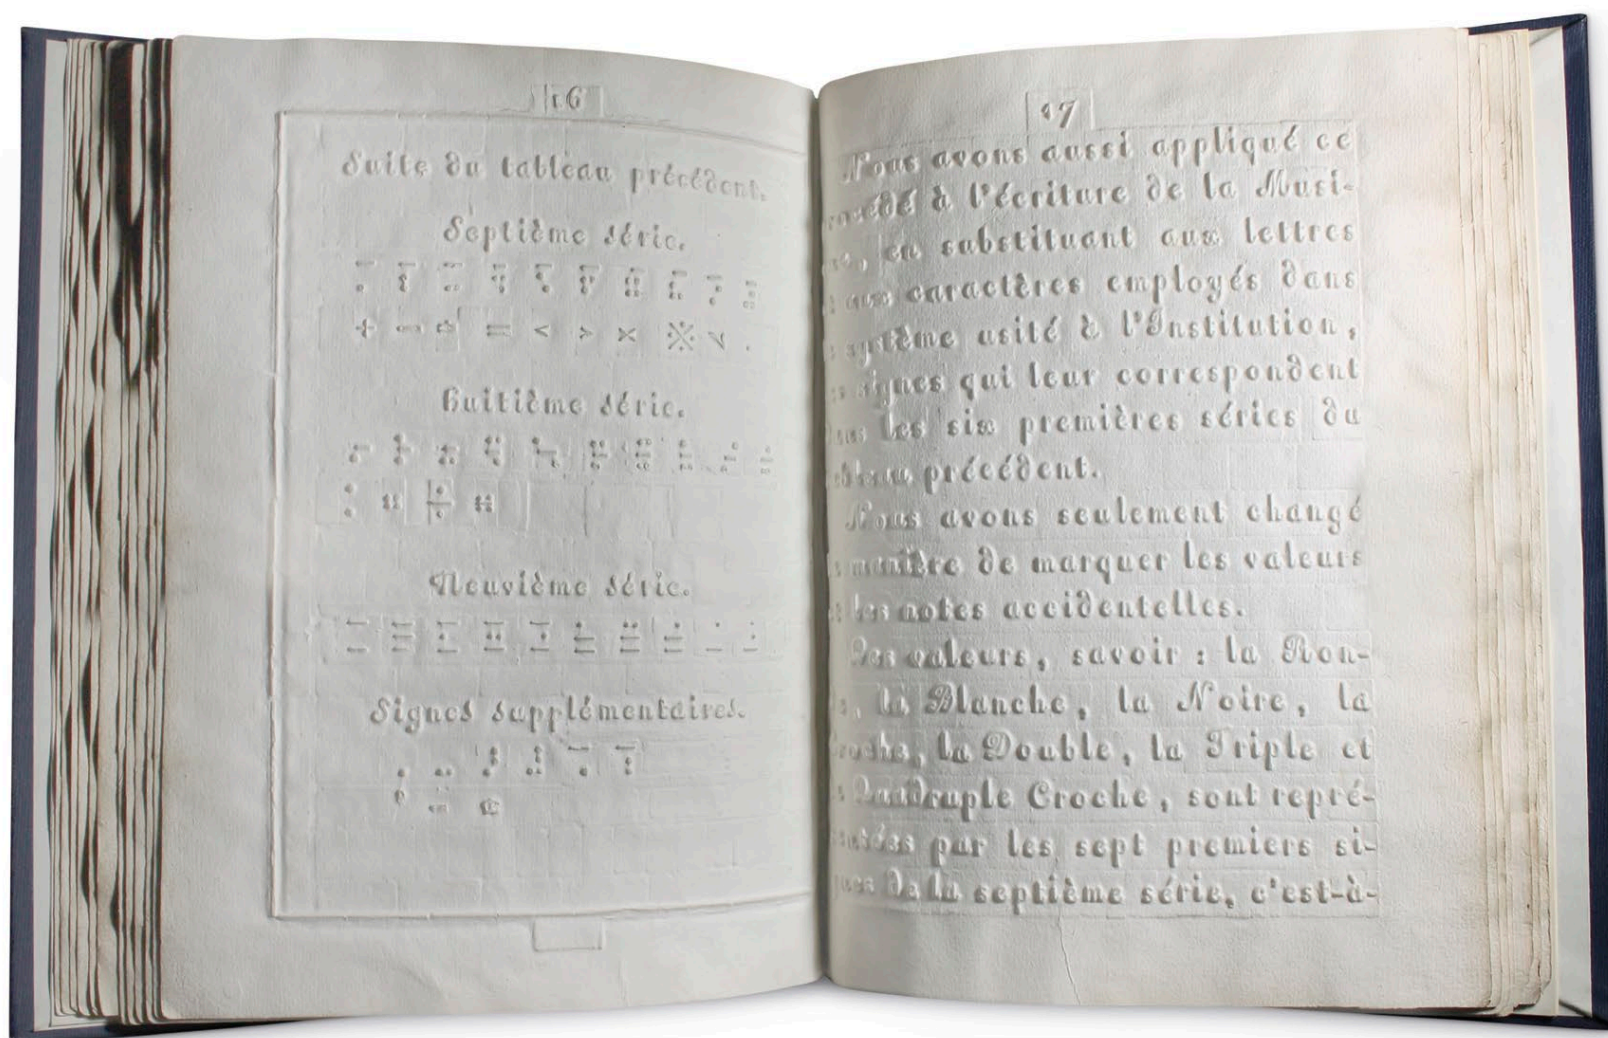 16
Suite du tableau précédent.
Septième série.
+ − = < > × ※ <
Huitième série.
Neuvième série.
Signes supplémentaires.
17
Nous avons aussi appliqué ce
procédé à l'écriture de la Musi-
en substituant aux lettres
aux caractères employés dans
système usité à l'Institution,
signes qui leur correspondent
les six premières séries du
précédent.
Nous avons seulement changé
manière de marquer les valeurs
les notes accidentelles.
Les valeurs, savoir : la Ron-
la Blanche, la Noire, la
Croche, la Double, la Triple et
Quadruple Croche, sont repré-
par les sept premiers si-
de la septième série, c'est-à-